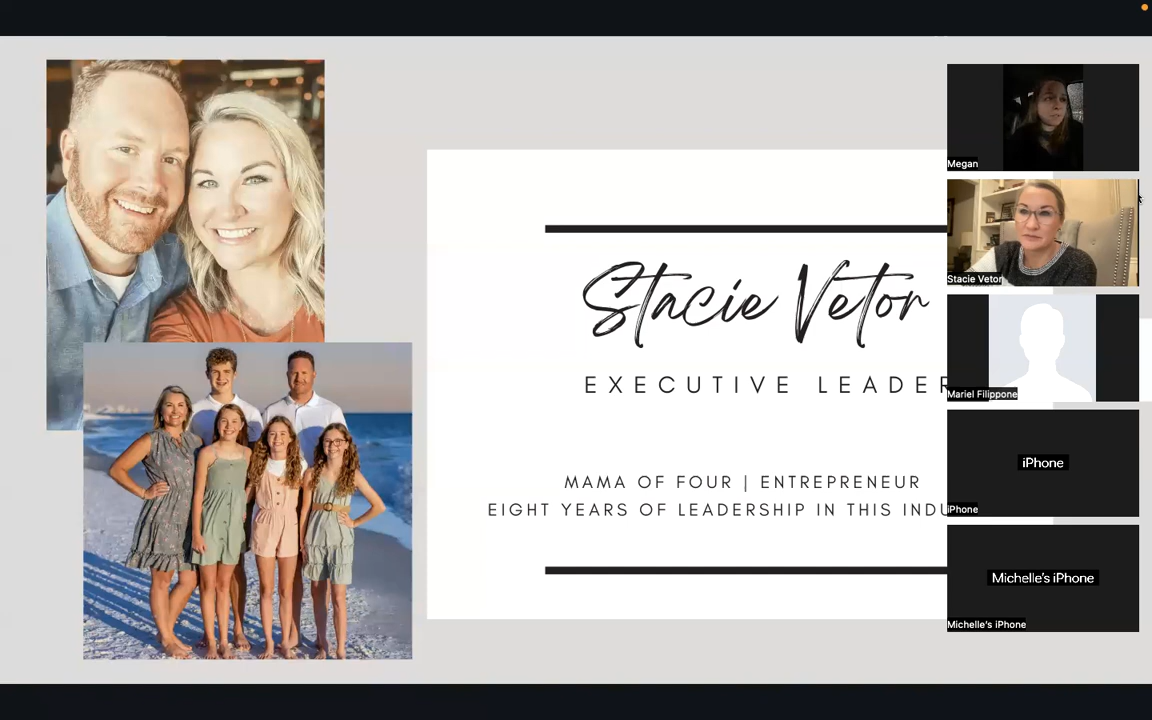 Stacie Vetor
EXECUTIVE LEADER
MAMA OF FOUR | ENTREPRENEUR
EIGHT YEARS OF LEADERSHIP IN THIS INDU
Megan
Stacie Vetor
Mariel Filippone
iPhone
iPhone
Michelle's iPhone
Michelle's iPhone